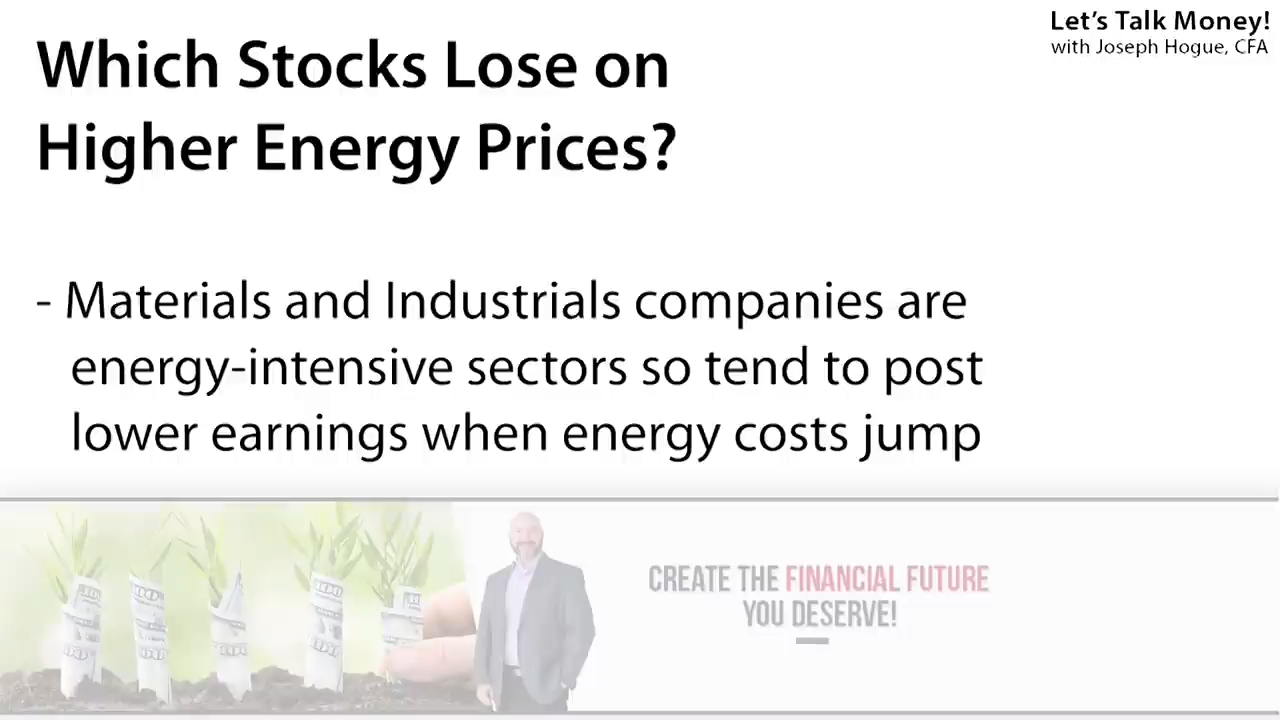 Let's Talk Money!
with Joseph Hogue, CFA
Which Stocks Lose on
Higher Energy Prices?
- Materials and Industrials companies are
energy-intensive sectors so tend to post
lower earnings when energy costs jump
CREATE THE FINANCIAL FUTURE
YOU DESERVE!